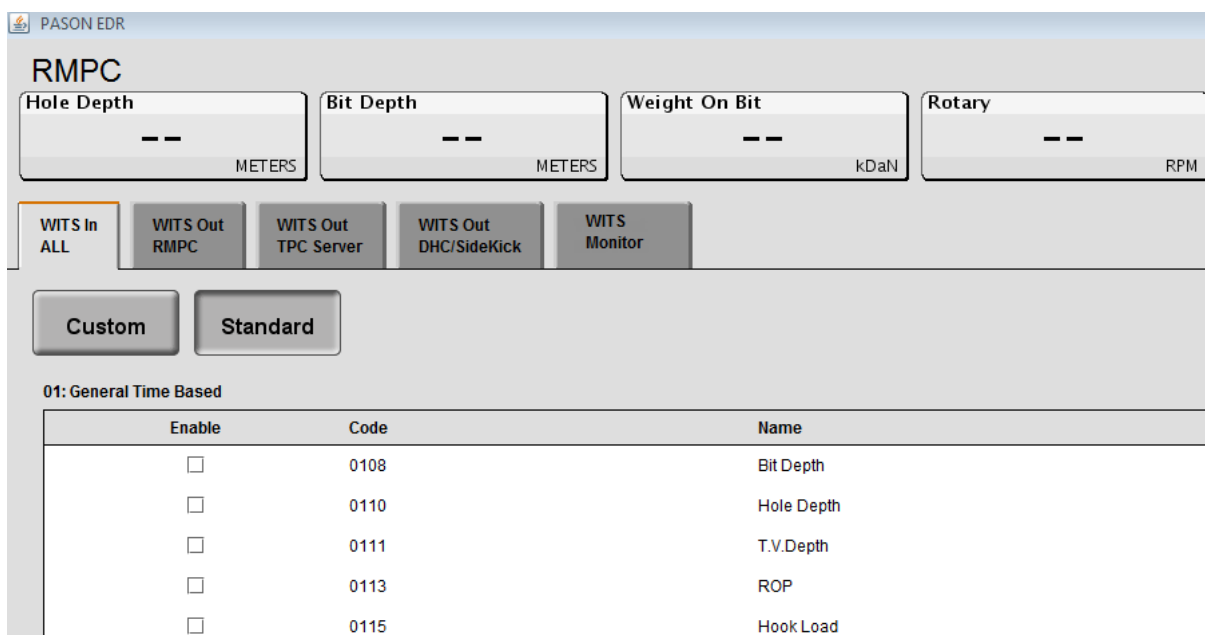 PASON EDR
RMPC
Hole Depth Bit Depth Weight On Bit Rotary
-- -- -- --
METERS METERS kDaN RPM
WITS In WITS Out WITS Out WITS Out WITS
ALL RMPC TPC Server DHC/SideKick Monitor
Custom Standard
01: General Time Based
Enable Code Name
0108 Bit Depth
0110 Hole Depth
0111 T.V.Depth
0113 ROP
0115 Hook Load